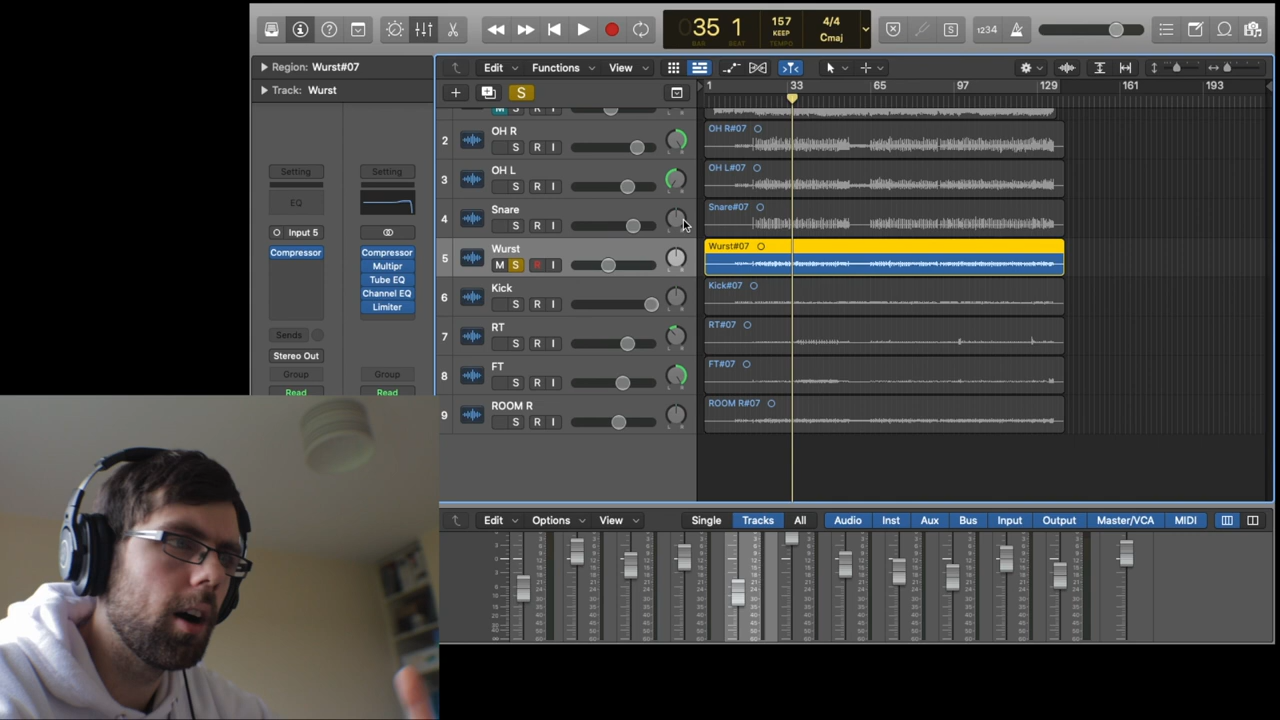 35 1
BAR BEAT
157
KEEP
TEMPO
4/4
Cmaj
S
1234
Region: Wurst#07
Track: Wurst
Edit Functions View
S
1 33 65 97 129 161 193
Setting Setting
EQ
Input 5
Compressor
Compressor
Multipr
Tube EQ
Channel EQ
Limiter
Sends
Stereo Out
Group Group
Read Read
M S R I
2 OH R S R I OH R#07
3 OH L S R I OH L#07
4 Snare S R I Snare#07
5 Wurst M S R I Wurst#07
6 Kick S R I Kick#07
7 RT S R I RT#07
8 FT S R I FT#07
9 ROOM R S R I ROOM R#07
Edit Options View Single Tracks All Audio Inst Aux Bus Input Output Master/VCA MIDI